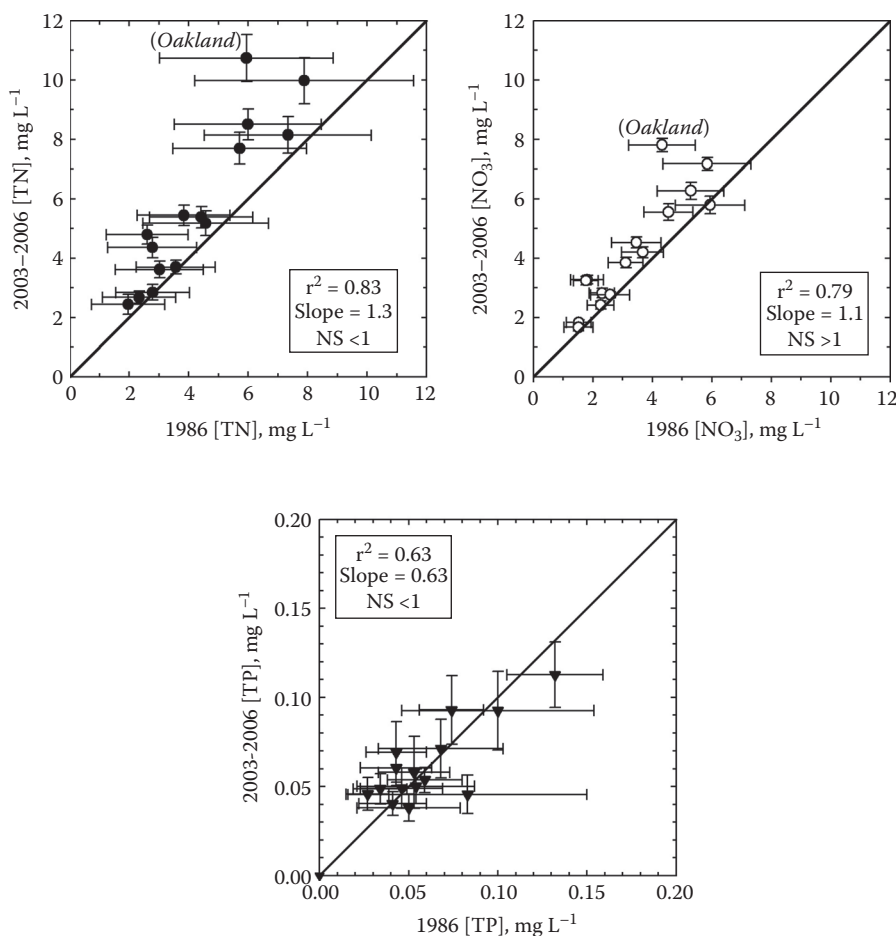 12
10
8
6
4
2
0
0 2 4 6 8 10 12
2003–2006 [TN], mg L⁻¹
1986 [TN], mg L⁻¹
(Oakland)
r² = 0.83
Slope = 1.3
NS <1
12
10
8
6
4
2
0
0 2 4 6 8 10 12
2003–2006 [NO₃], mg L⁻¹
1986 [NO₃], mg L⁻¹
(Oakland)
r² = 0.79
Slope = 1.1
NS >1
0.20
0.15
0.10
0.05
0.00
0.00 0.05 0.10 0.15 0.20
2003-2006 [TP], mg L⁻¹
1986 [TP], mg L⁻¹
r² = 0.63
Slope = 0.63
NS <1